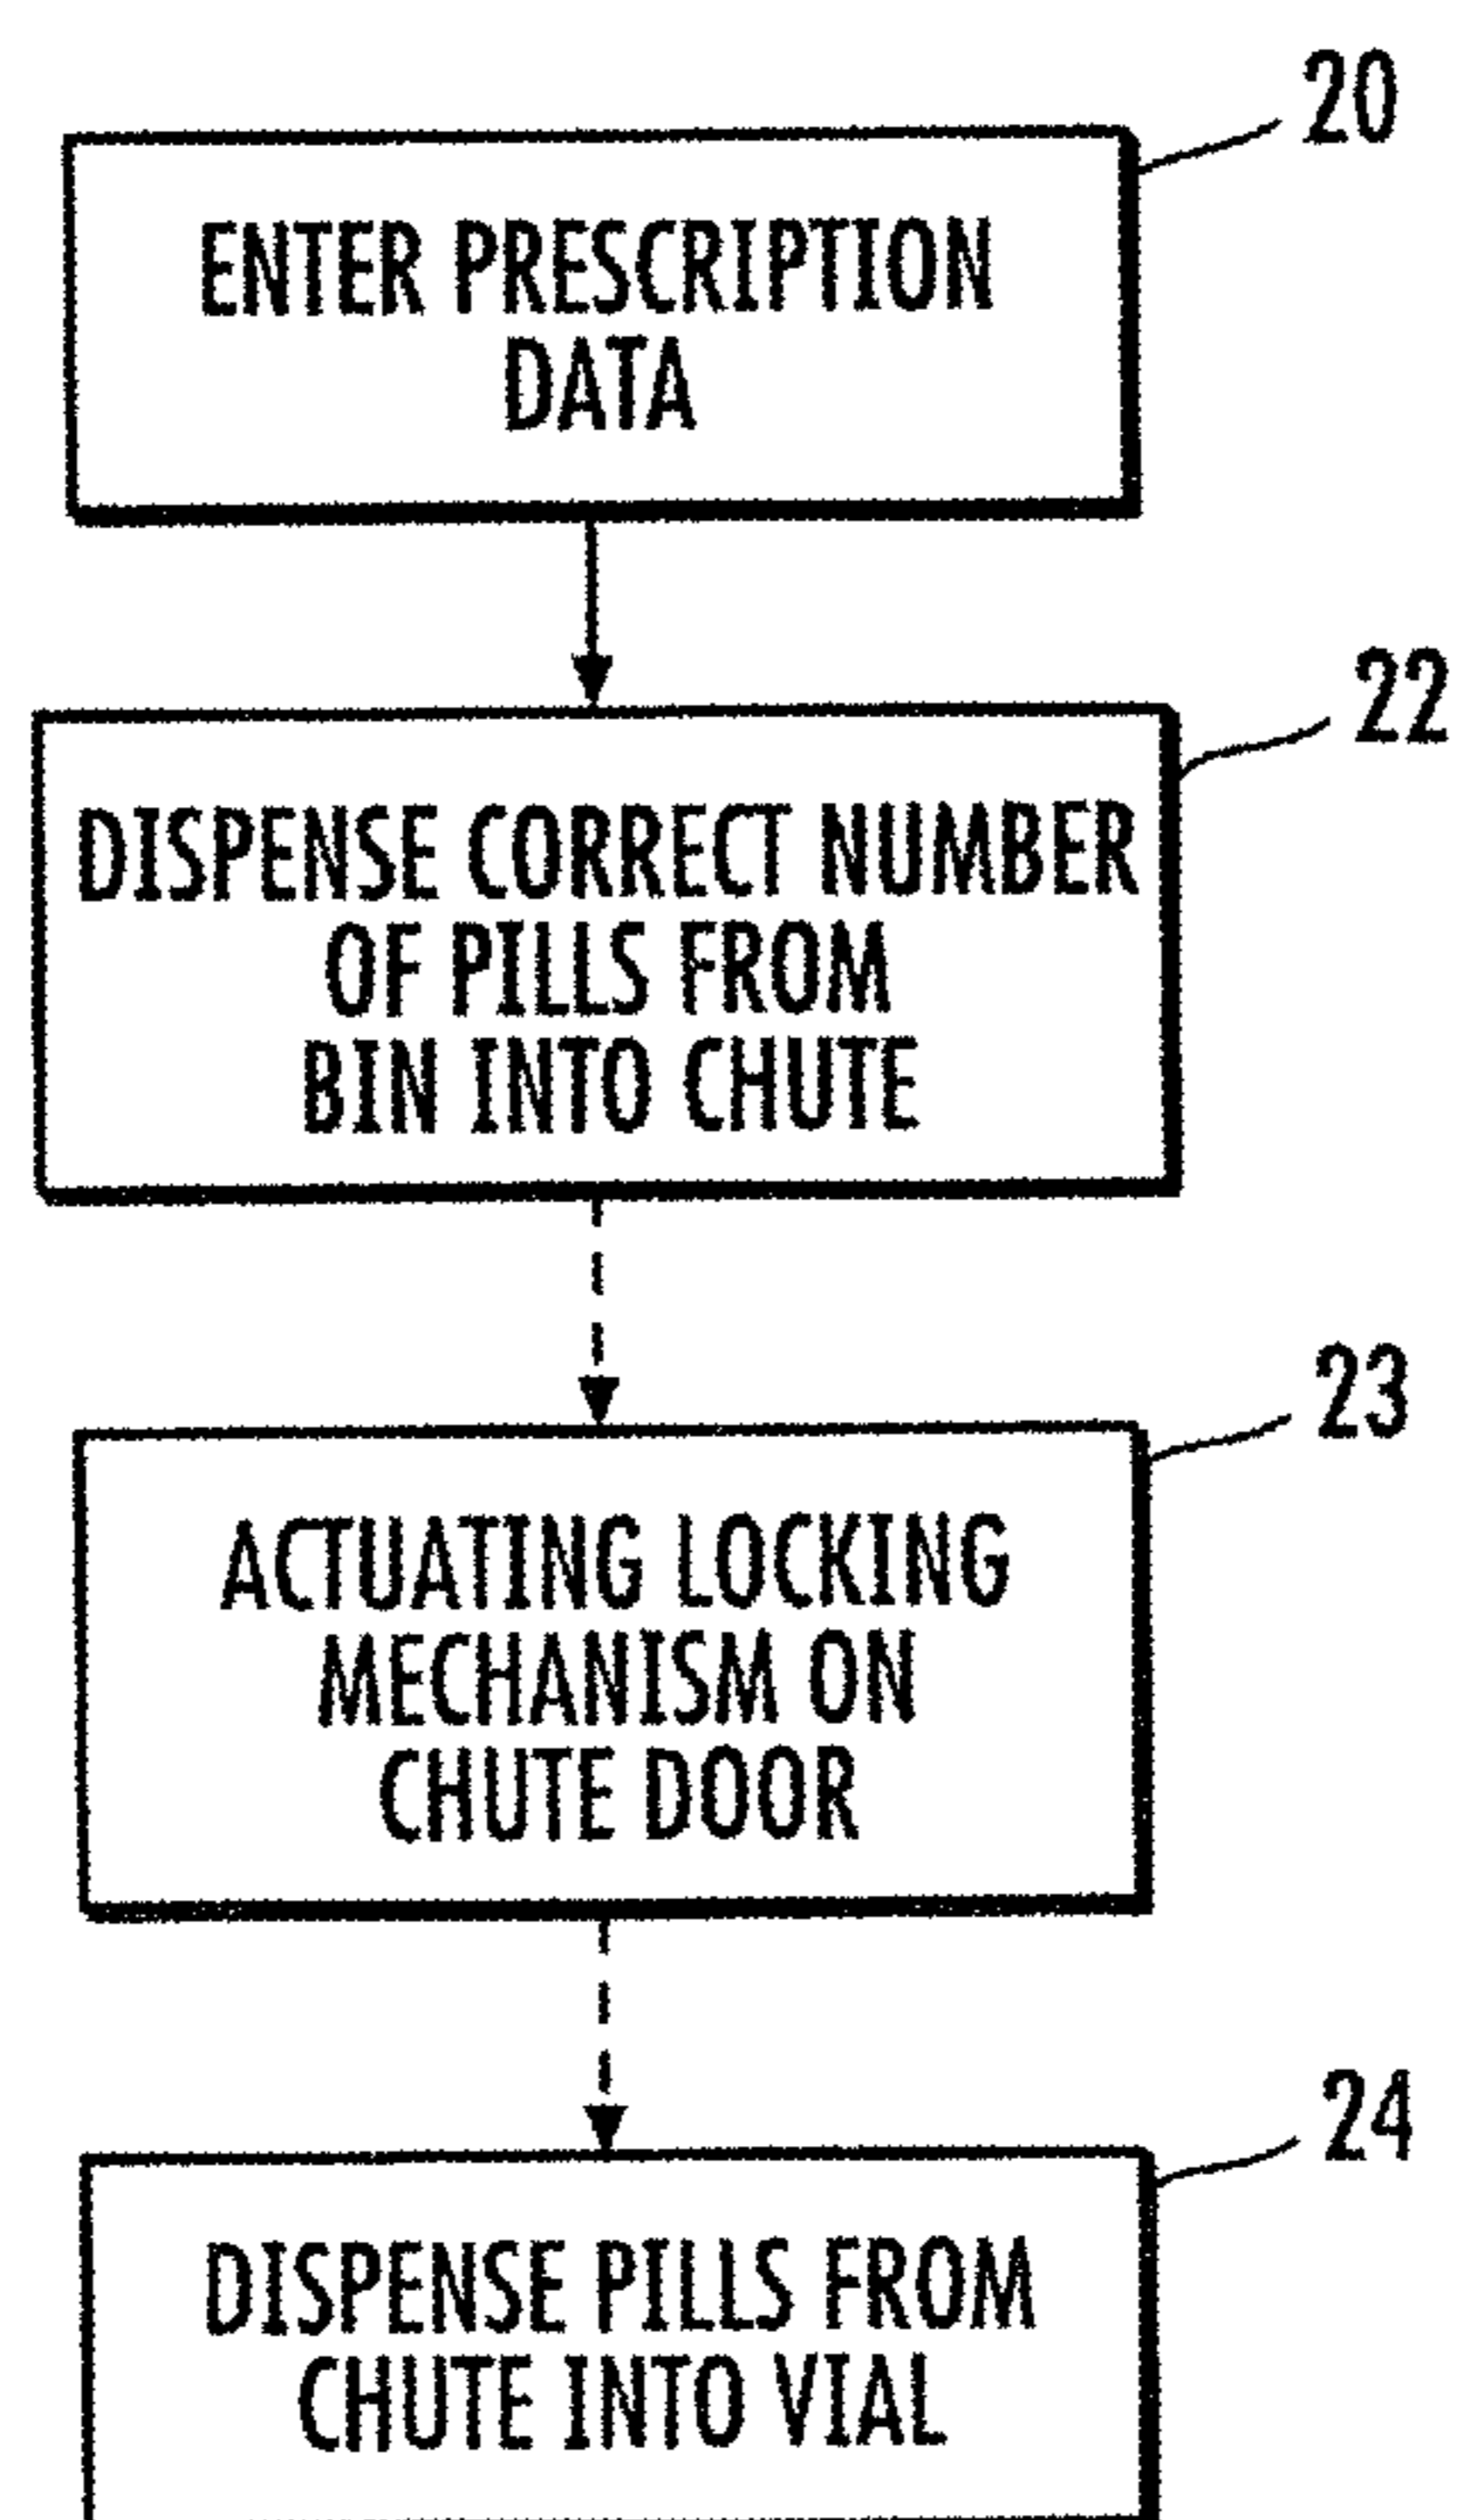 20
ENTER PRESCRIPTION
DATA
22
DISPENSE CORRECT NUMBER
OF PILLS FROM
BIN INTO CHUTE
23
ACTUATING LOCKING
MECHANISM ON
CHUTE DOOR
24
DISPENSE PILLS FROM
CHUTE INTO VIAL